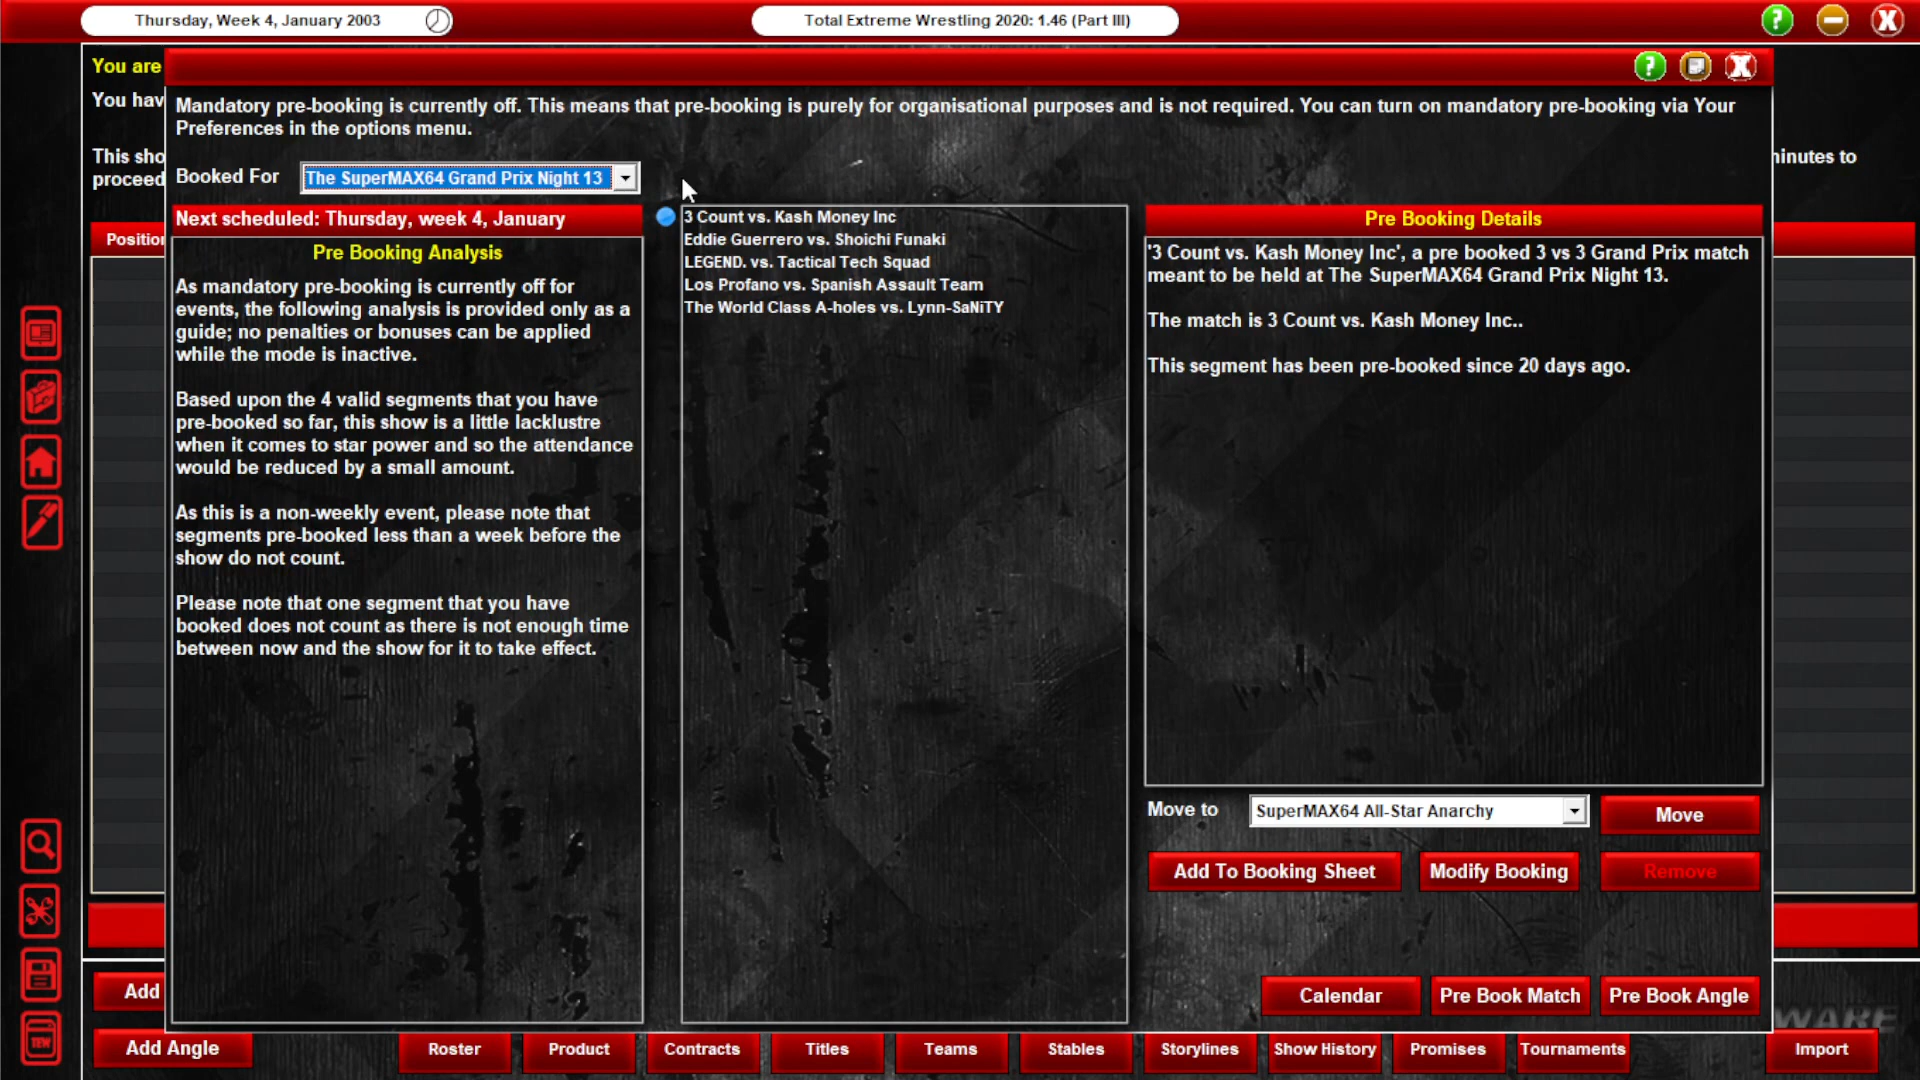 Thursday, Week 4, January 2003
Total Extreme Wrestling 2020: 1.46 (Part III)
You are
You hav
This sho
proceed
minutes to
Position
Mandatory pre-booking is currently off. This means that pre-booking is purely for organisational purposes and is not required. You can turn on mandatory pre-booking via Your
Preferences in the options menu.
Booked For
The SuperMAX64 Grand Prix Night 13
Next scheduled: Thursday, week 4, January
Pre Booking Analysis
As mandatory pre-booking is currently off for
events, the following analysis is provided only as a
guide; no penalties or bonuses can be applied
while the mode is inactive.
Based upon the 4 valid segments that you have
pre-booked so far, this show is a little lacklustre
when it comes to star power and so the attendance
would be reduced by a small amount.
As this is a non-weekly event, please note that
segments pre-booked less than a week before the
show do not count.
Please note that one segment that you have
booked does not count as there is not enough time
between now and the show for it to take effect.
3 Count vs. Kash Money Inc
Eddie Guerrero vs. Shoichi Funaki
LEGEND. vs. Tactical Tech Squad
Los Profano vs. Spanish Assault Team
The World Class A-holes vs. Lynn-SaNiTY
Pre Booking Details
'3 Count vs. Kash Money Inc', a pre booked 3 vs 3 Grand Prix match
meant to be held at The SuperMAX64 Grand Prix Night 13.
The match is 3 Count vs. Kash Money Inc..
This segment has been pre-booked since 20 days ago.
Move to
SuperMAX64 All-Star Anarchy
Move
Add To Booking Sheet
Modify Booking
Remove
Calendar
Pre Book Match
Pre Book Angle
Add
WARE
Add Angle
Roster
Product
Contracts
Titles
Teams
Stables
Storylines
Show History
Promises
Tournaments
Import
TEW